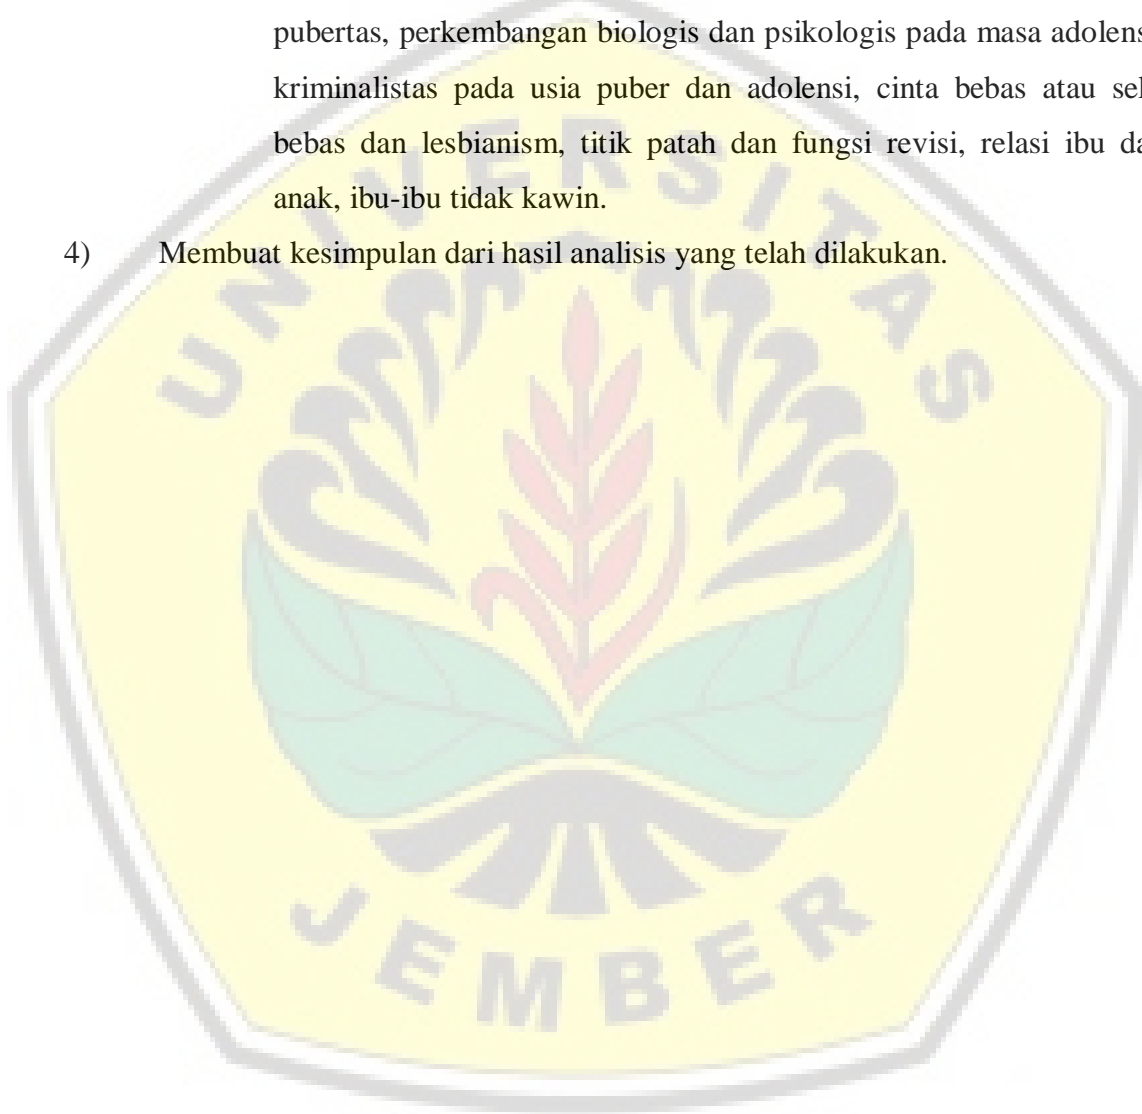 pubertas, perkembangan biologis dan psikologis pada masa
kriminalistas pada usia puber dan adolensi, cinta bebas atau
bebas dan lesbianism, titik patah dan fungsi revisi, relasi ibu
anak, ibu-ibu tidak kawin.
4) Membuat kesimpulan dari hasil analisis yang telah dilakukan.
UNIVERSITAS
JEMBER